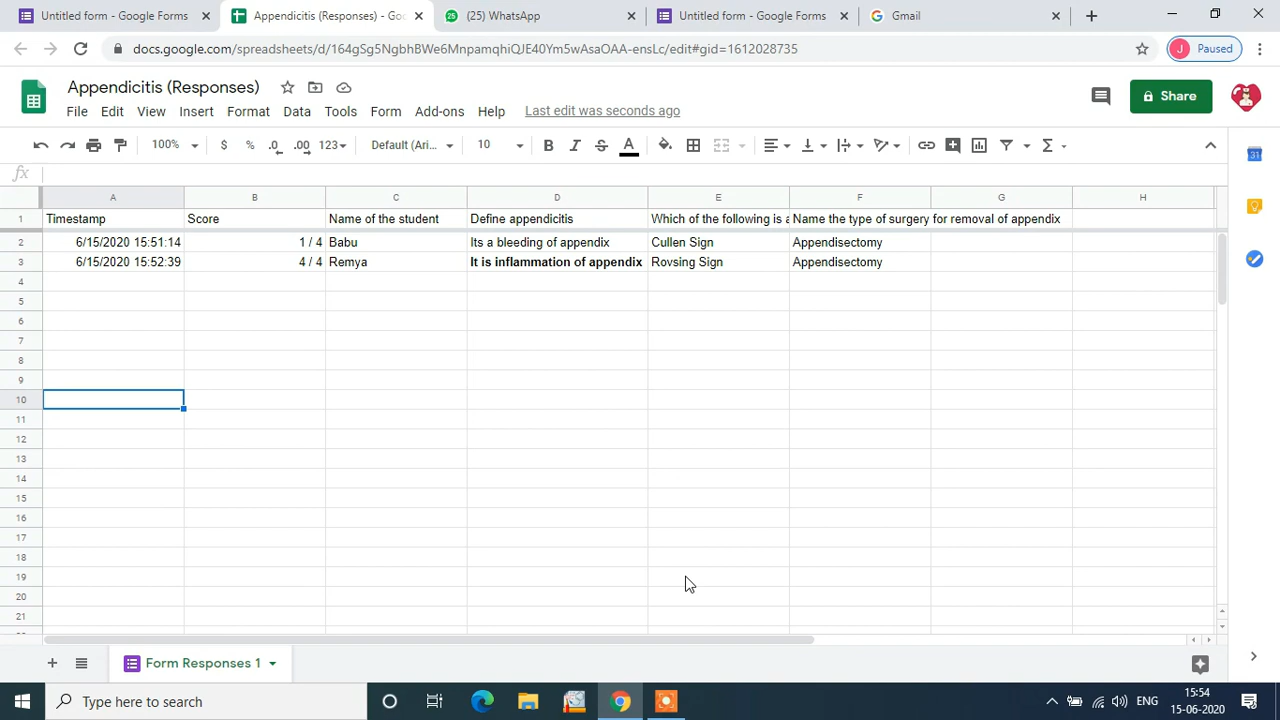 Untitled form - Google Forms
Appendicitis (Responses) - Go
(25) WhatsApp
Untitled form - Google Forms
Gmail
docs.google.com/spreadsheets/d/164gSg5NgbhBWe6MnpamqhiQJE40Ym5wAsaOAA-ensLc/edit#gid=1612028735
J Paused
Appendicitis (Responses)
File Edit View Insert Format Data Tools Form Add-ons Help Last edit was seconds ago
Share
100% $ % .0 .00 123 Default (Ari... 10 B I S A
fx
A B C D E F G H
1 Timestamp Score Name of the student Define appendicitis Which of the following is a Name the type of surgery for removal of appendix
2 6/15/2020 15:51:14 1 / 4 Babu Its a bleeding of appendix Cullen Sign Appendisectomy
3 6/15/2020 15:52:39 4 / 4 Remya It is inflammation of appendix Rovsing Sign Appendisectomy
4
5
6
7
8
9
10
11
12
13
14
15
16
17
18
19
20
21
31
Form Responses 1
Type here to search
ENG
15:54
15-06-2020